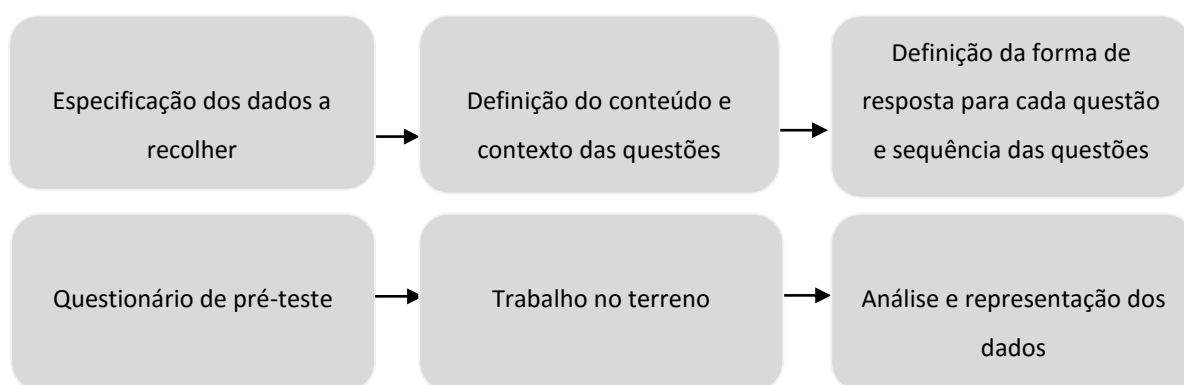 Especificação dos dados a
recolher
Definição do conteúdo e
contexto das questões
Definição da forma de
resposta para cada questão
e sequência das questões
Questionário de pré-teste
Trabalho no terreno
Análise e representação dos
dados